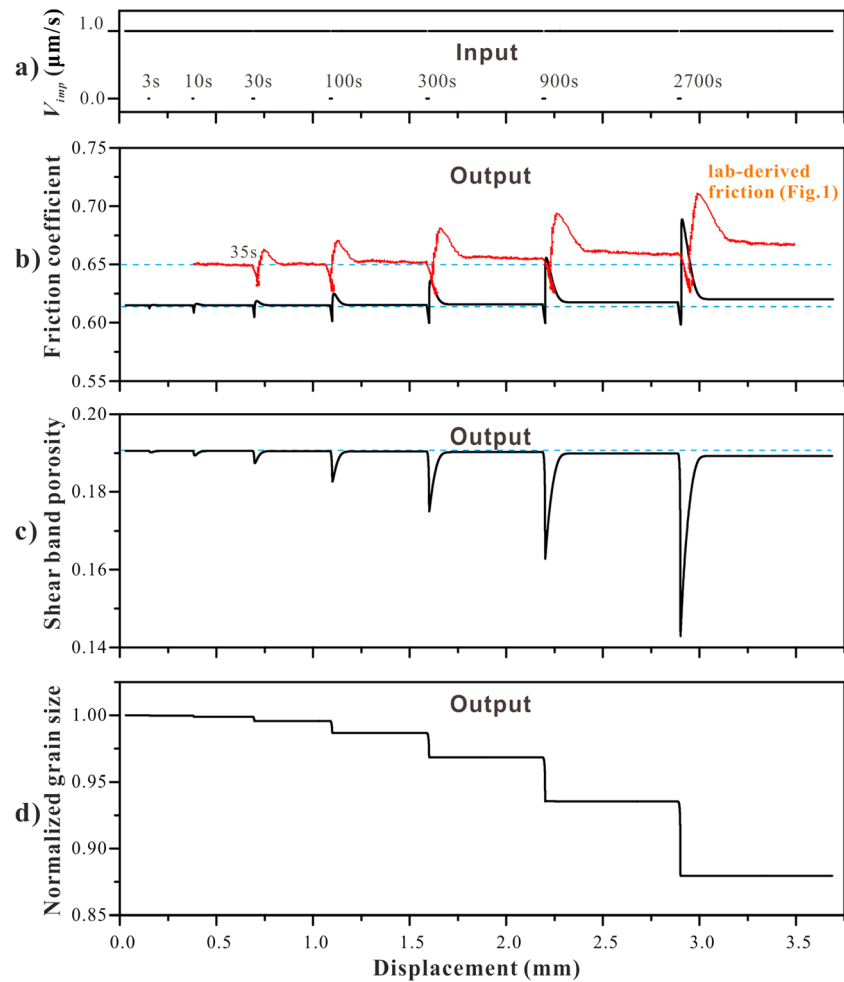 a)
V_imp (μm/s)
1.0
0.0
Input
3s 10s 30s 100s 300s 900s 2700s
b)
Friction coefficient
0.75
0.70
0.65
0.60
0.55
Output
lab-derived
friction (Fig.1)
35s
c)
Shear band porosity
0.20
0.18
0.16
0.14
Output
d)
Normalized grain size
1.00
0.95
0.90
0.85
Output
0.0 0.5 1.0 1.5 2.0 2.5 3.0 3.5
Displacement (mm)